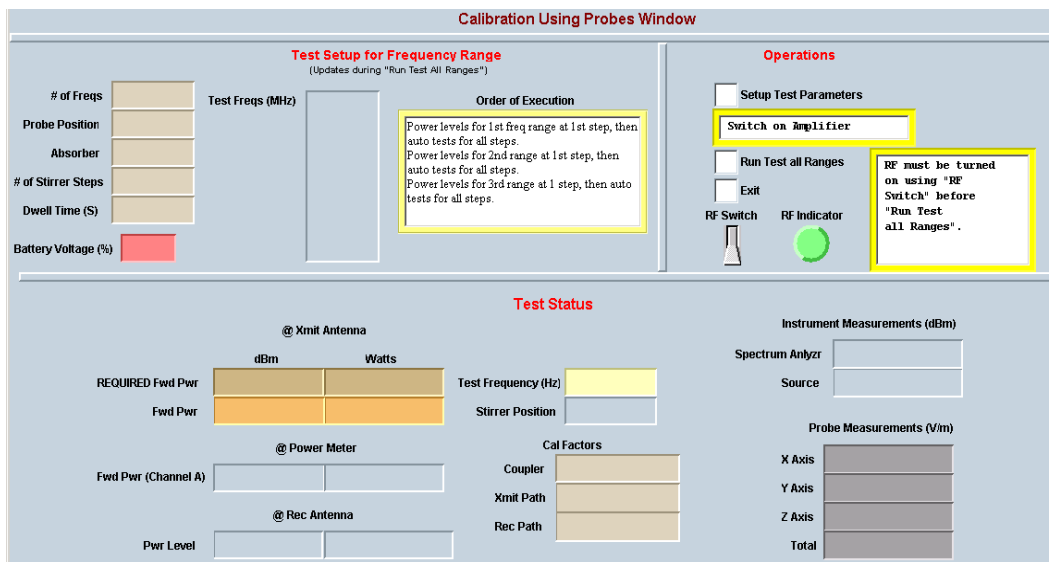 Calibration Using Probes Window
Test Setup for Frequency Range
(Updates during "Run Test All Ranges")
# of Freqs
Probe Position
Absorber
# of Stirrer Steps
Dwell Time (S)
Battery Voltage (%)
Test Freqs (MHz)
Order of Execution
Power levels for 1st freq range at 1st step, then
auto tests for all steps.
Power levels for 2nd range at 1st step, then
auto tests for all steps.
Power levels for 3rd range at 1 step, then auto
tests for all steps.
Operations
Setup Test Parameters
Switch on Amplifier
Run Test all Ranges
Exit
RF Switch
RF Indicator
RF must be turned
on using "RF
Switch" before
"Run Test
all Ranges".
Test Status
@ Xmit Antenna
dBm
Watts
REQUIRED Fwd Pwr
Fwd Pwr
@ Power Meter
Fwd Pwr (Channel A)
@ Rec Antenna
Pwr Level
Test Frequency (Hz)
Stirrer Position
Cal Factors
Coupler
Xmit Path
Rec Path
Instrument Measurements (dBm)
Spectrum Anlyzr
Source
Probe Measurements (V/m)
X Axis
Y Axis
Z Axis
Total